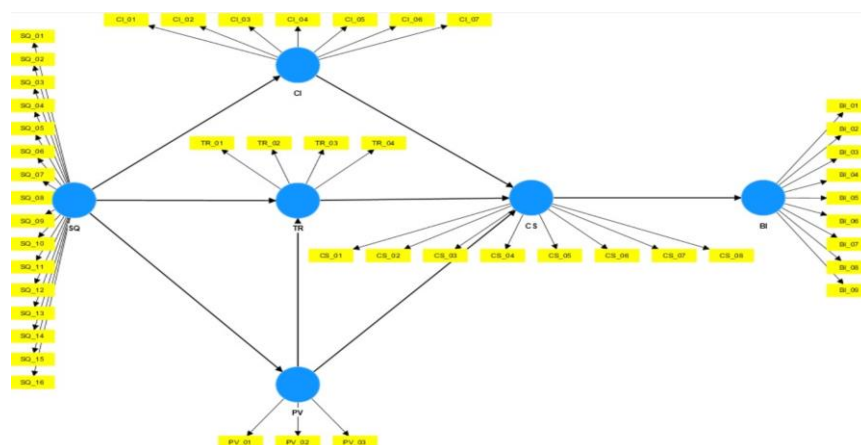 CI_01 CI_02 CI_03 CI_04 CI_05 CI_06 CI_07
SQ_01
SQ_02
SQ_03
SQ_04
SQ_05
SQ_06
SQ_07
SQ_08
SQ_09
SQ_10
SQ_11
SQ_12
SQ_13
SQ_14
SQ_15
SQ_16
SQ
CI
TR_01 TR_02 TR_03 TR_04
TR
CS
CS_01 CS_02 CS_03 CS_04 CS_05 CS_06 CS_07 CS_08
BI_01
BI_02
BI_03
BI_04
BI_05
BI_06
BI_07
BI_08
BI_09
BI
PV
PV_01 PV_02 PV_03